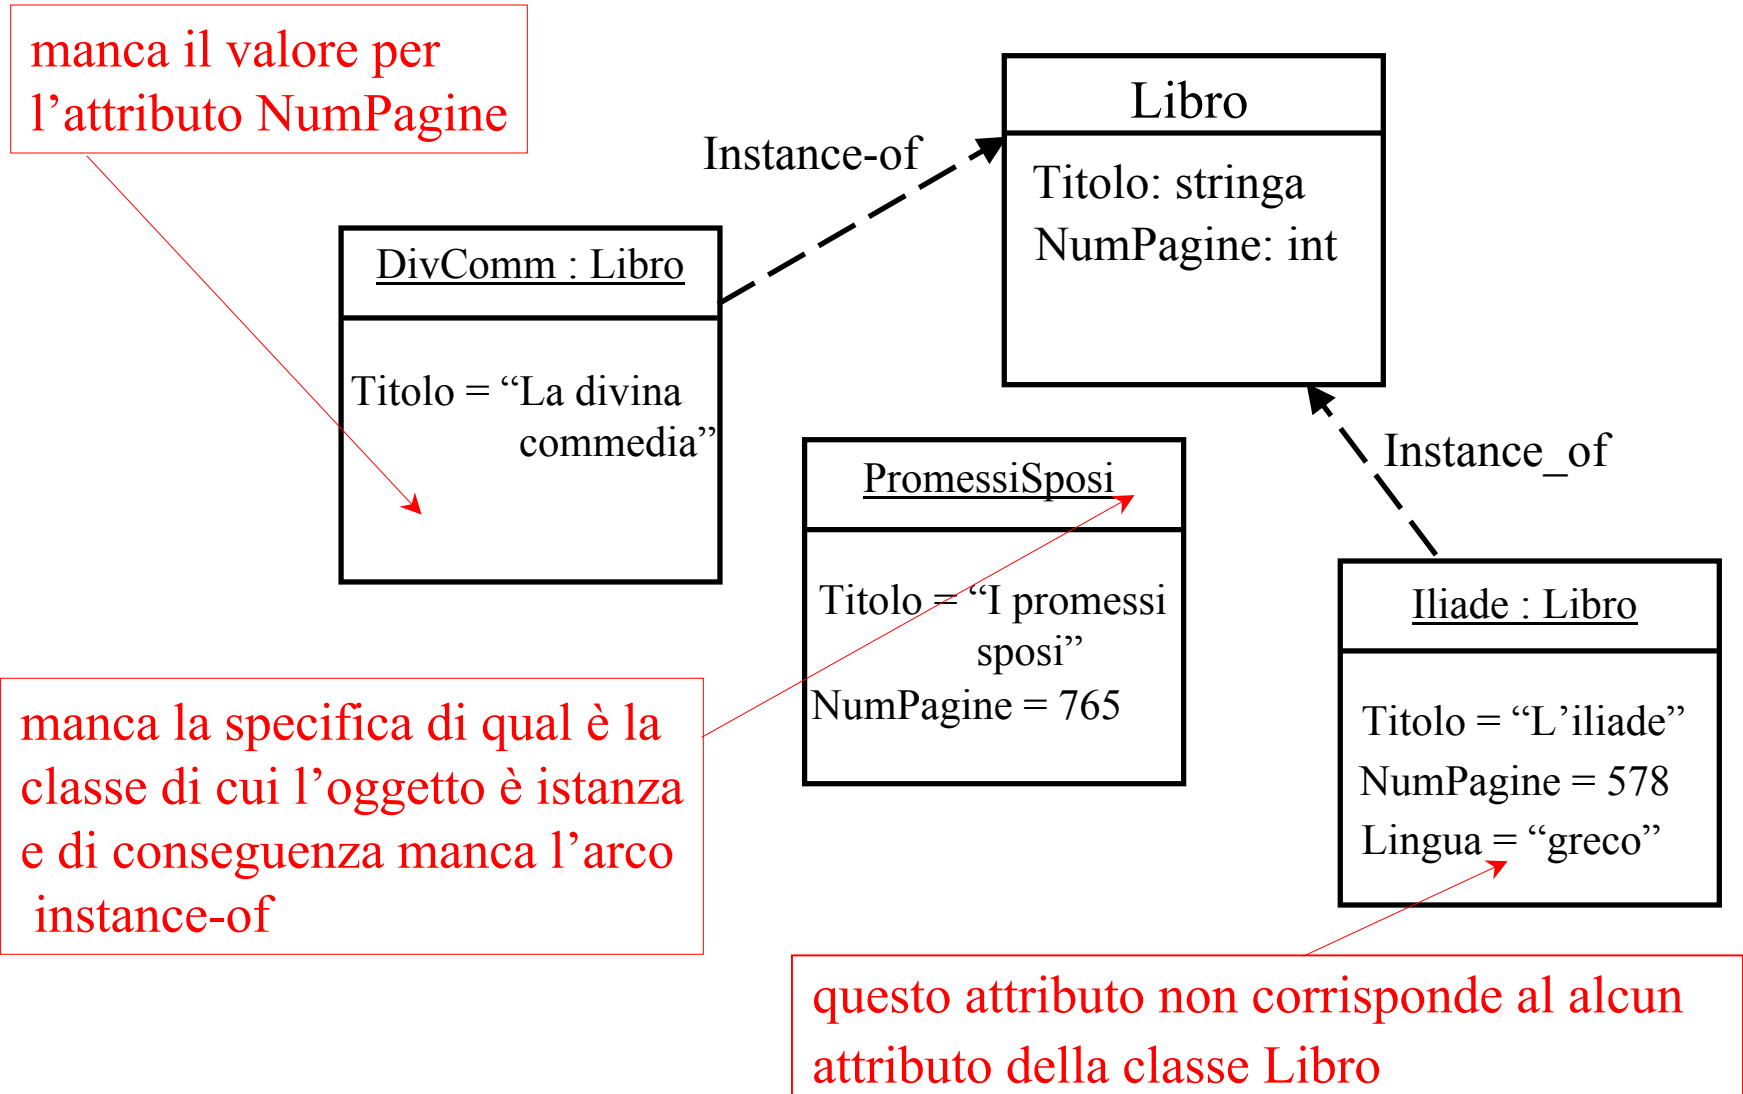 manca il valore per
l’attributo NumPagine
Libro
Titolo: stringa
NumPagine: int
Instance-of
DivComm : Libro
Titolo = “La divina
commedia”
PromessiSposi
Titolo = “I promessi
sposi”
NumPagine = 765
Instance_of
Iliade : Libro
Titolo = “L’iliade”
NumPagine = 578
Lingua = “greco”
manca la specifica di qual è la
classe di cui l’oggetto è istanza
e di conseguenza manca l’arco
instance-of
questo attributo non corrisponde al alcun
attributo della classe Libro